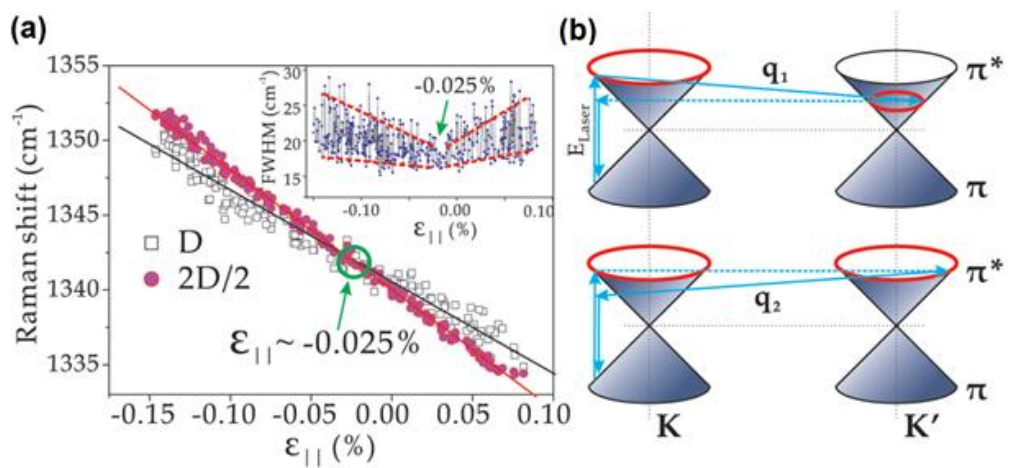 (a)
Raman shift (cm⁻¹)
1355
1350
1345
1340
1335
-0.15 -0.10 -0.05 0.00 0.05 0.10
ε|| (%)
D
2D/2
ε||~ -0.025%
FWHM (cm⁻¹)
30
25
20
15
-0.10 0.00 0.10
ε|| (%)
-0.025%
(b)
E_Laser
q₁
π*
π
q₂
π*
π
K K′